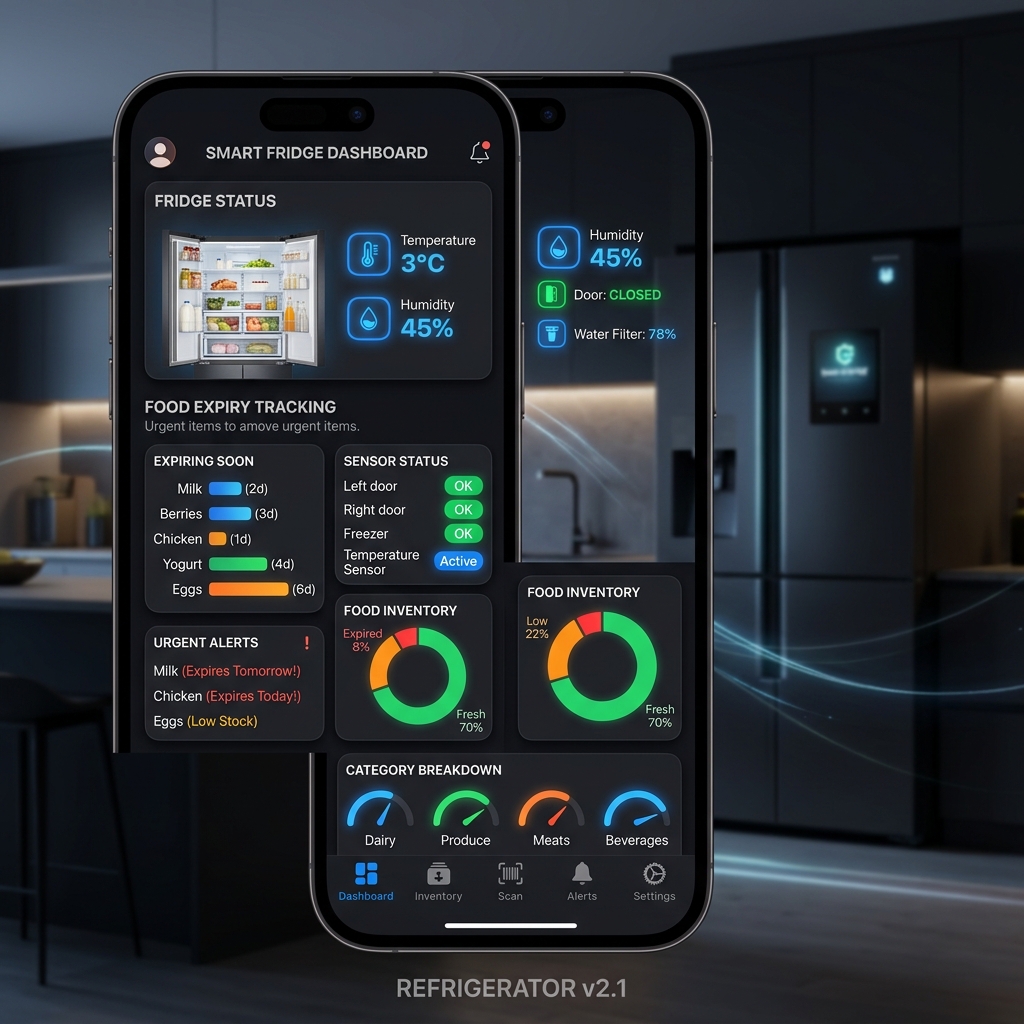 SMART FRIDGE DASHBOARD
FRIDGE STATUS
Temperature
3°C
Humidity
45%
Humidity
45%
Door: CLOSED
Water Filter: 78%
FOOD EXPIRY TRACKING
Urgent items to amove urgent items.
EXPIRING SOON
Milk (2d)
Berries (3d)
Chicken (1d)
Yogurt (4d)
Eggs (6d)
SENSOR STATUS
Left door OK
Right door OK
Freezer OK
Temperature
Sensor Active
URGENT ALERTS !
Milk (Expires Tomorrow!)
Chicken (Expires Today!)
Eggs (Low Stock)
FOOD INVENTORY
Expired
8%
Fresh
70%
FOOD INVENTORY
Low
22%
Fresh
70%
CATEGORY BREAKDOWN
Dairy Produce Meats Beverages
Dashboard Inventory Scan Alerts Settings
REFRIGERATOR v2.1